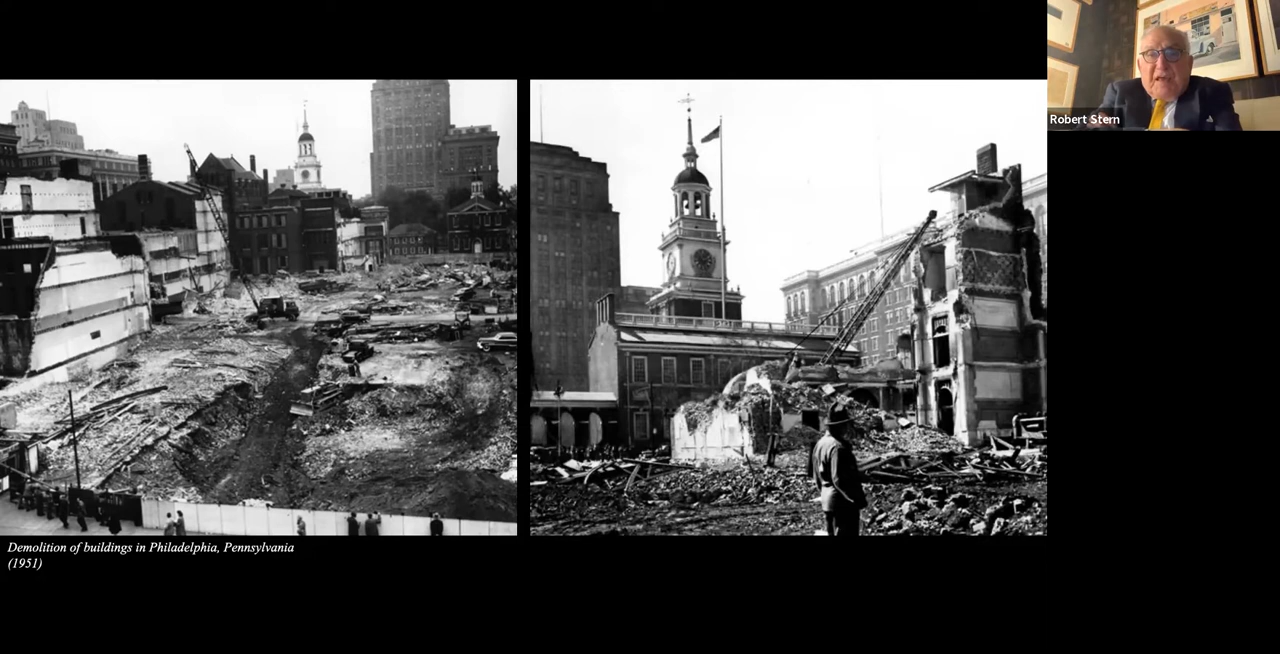 Robert Stern
Demolition of buildings in Philadelphia, Pennsylvania
(1951)